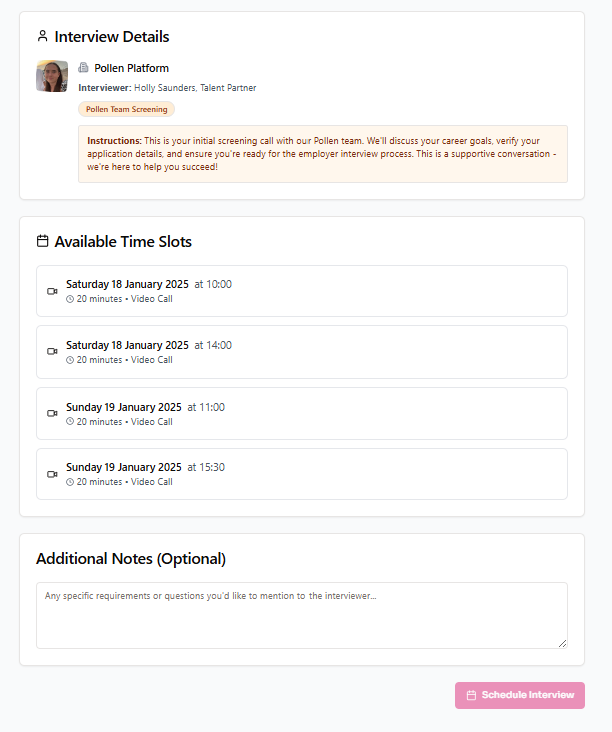 Interview Details
Pollen Platform
Interviewer: Holly Saunders, Talent Partner
Pollen Team Screening
Instructions: This is your initial screening call with our Pollen team. We'll discuss your career goals, verify your
application details, and ensure you're ready for the employer interview process. This is a supportive conversation -
we're here to help you succeed!
Available Time Slots
Saturday 18 January 2025 at 10:00
20 minutes • Video Call
Saturday 18 January 2025 at 14:00
20 minutes • Video Call
Sunday 19 January 2025 at 11:00
20 minutes • Video Call
Sunday 19 January 2025 at 15:30
20 minutes • Video Call
Additional Notes (Optional)
Any specific requirements or questions you'd like to mention to the interviewer...
Schedule Interview